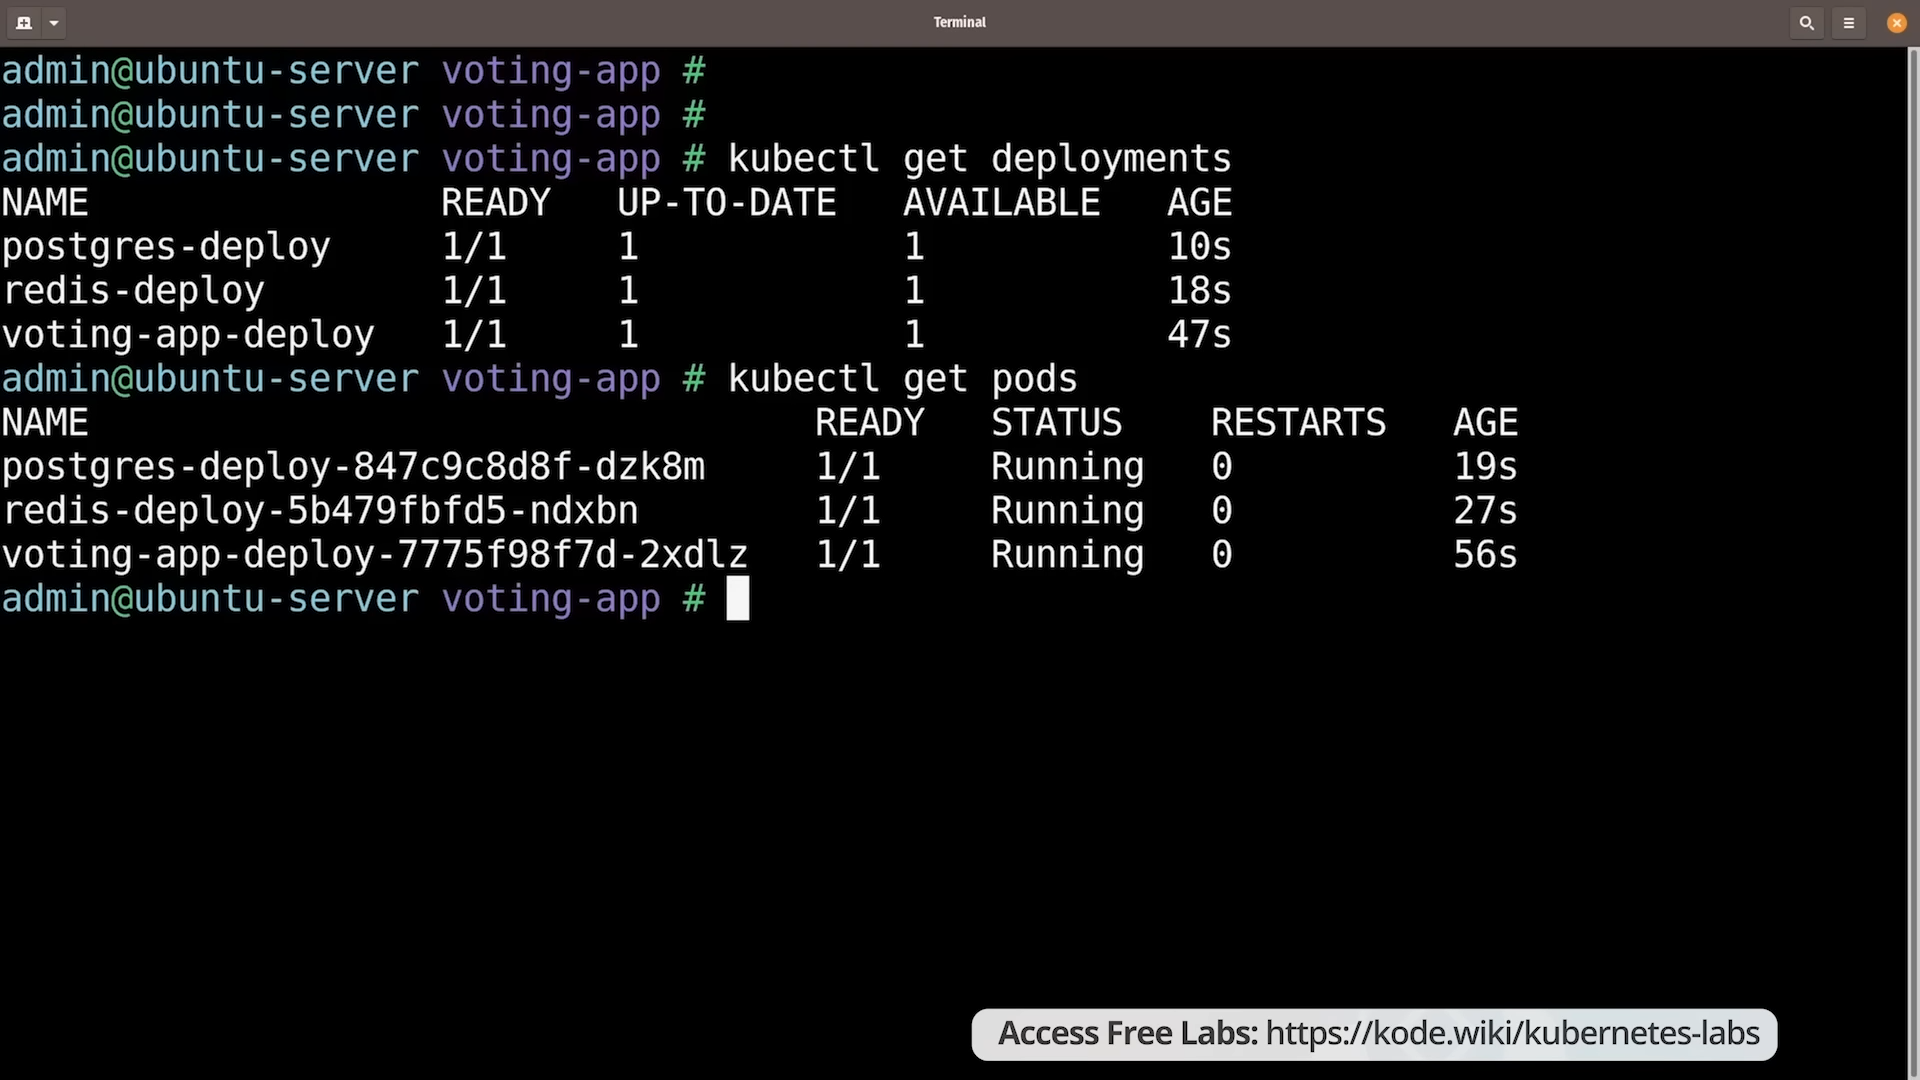 Terminal
admin@ubuntu-server voting-app #
admin@ubuntu-server voting-app #
admin@ubuntu-server voting-app # kubectl get deployments
NAME READY UP-TO-DATE AVAILABLE AGE
postgres-deploy 1/1 1 1 10s
redis-deploy 1/1 1 1 18s
voting-app-deploy 1/1 1 1 47s
admin@ubuntu-server voting-app # kubectl get pods
NAME READY STATUS RESTARTS AGE
postgres-deploy-847c9c8d8f-dzk8m 1/1 Running 0 19s
redis-deploy-5b479fbfd5-ndxbn 1/1 Running 0 27s
voting-app-deploy-7775f98f7d-2xdlz 1/1 Running 0 56s
admin@ubuntu-server voting-app #
Access Free Labs: https://kode.wiki/kubernetes-labs